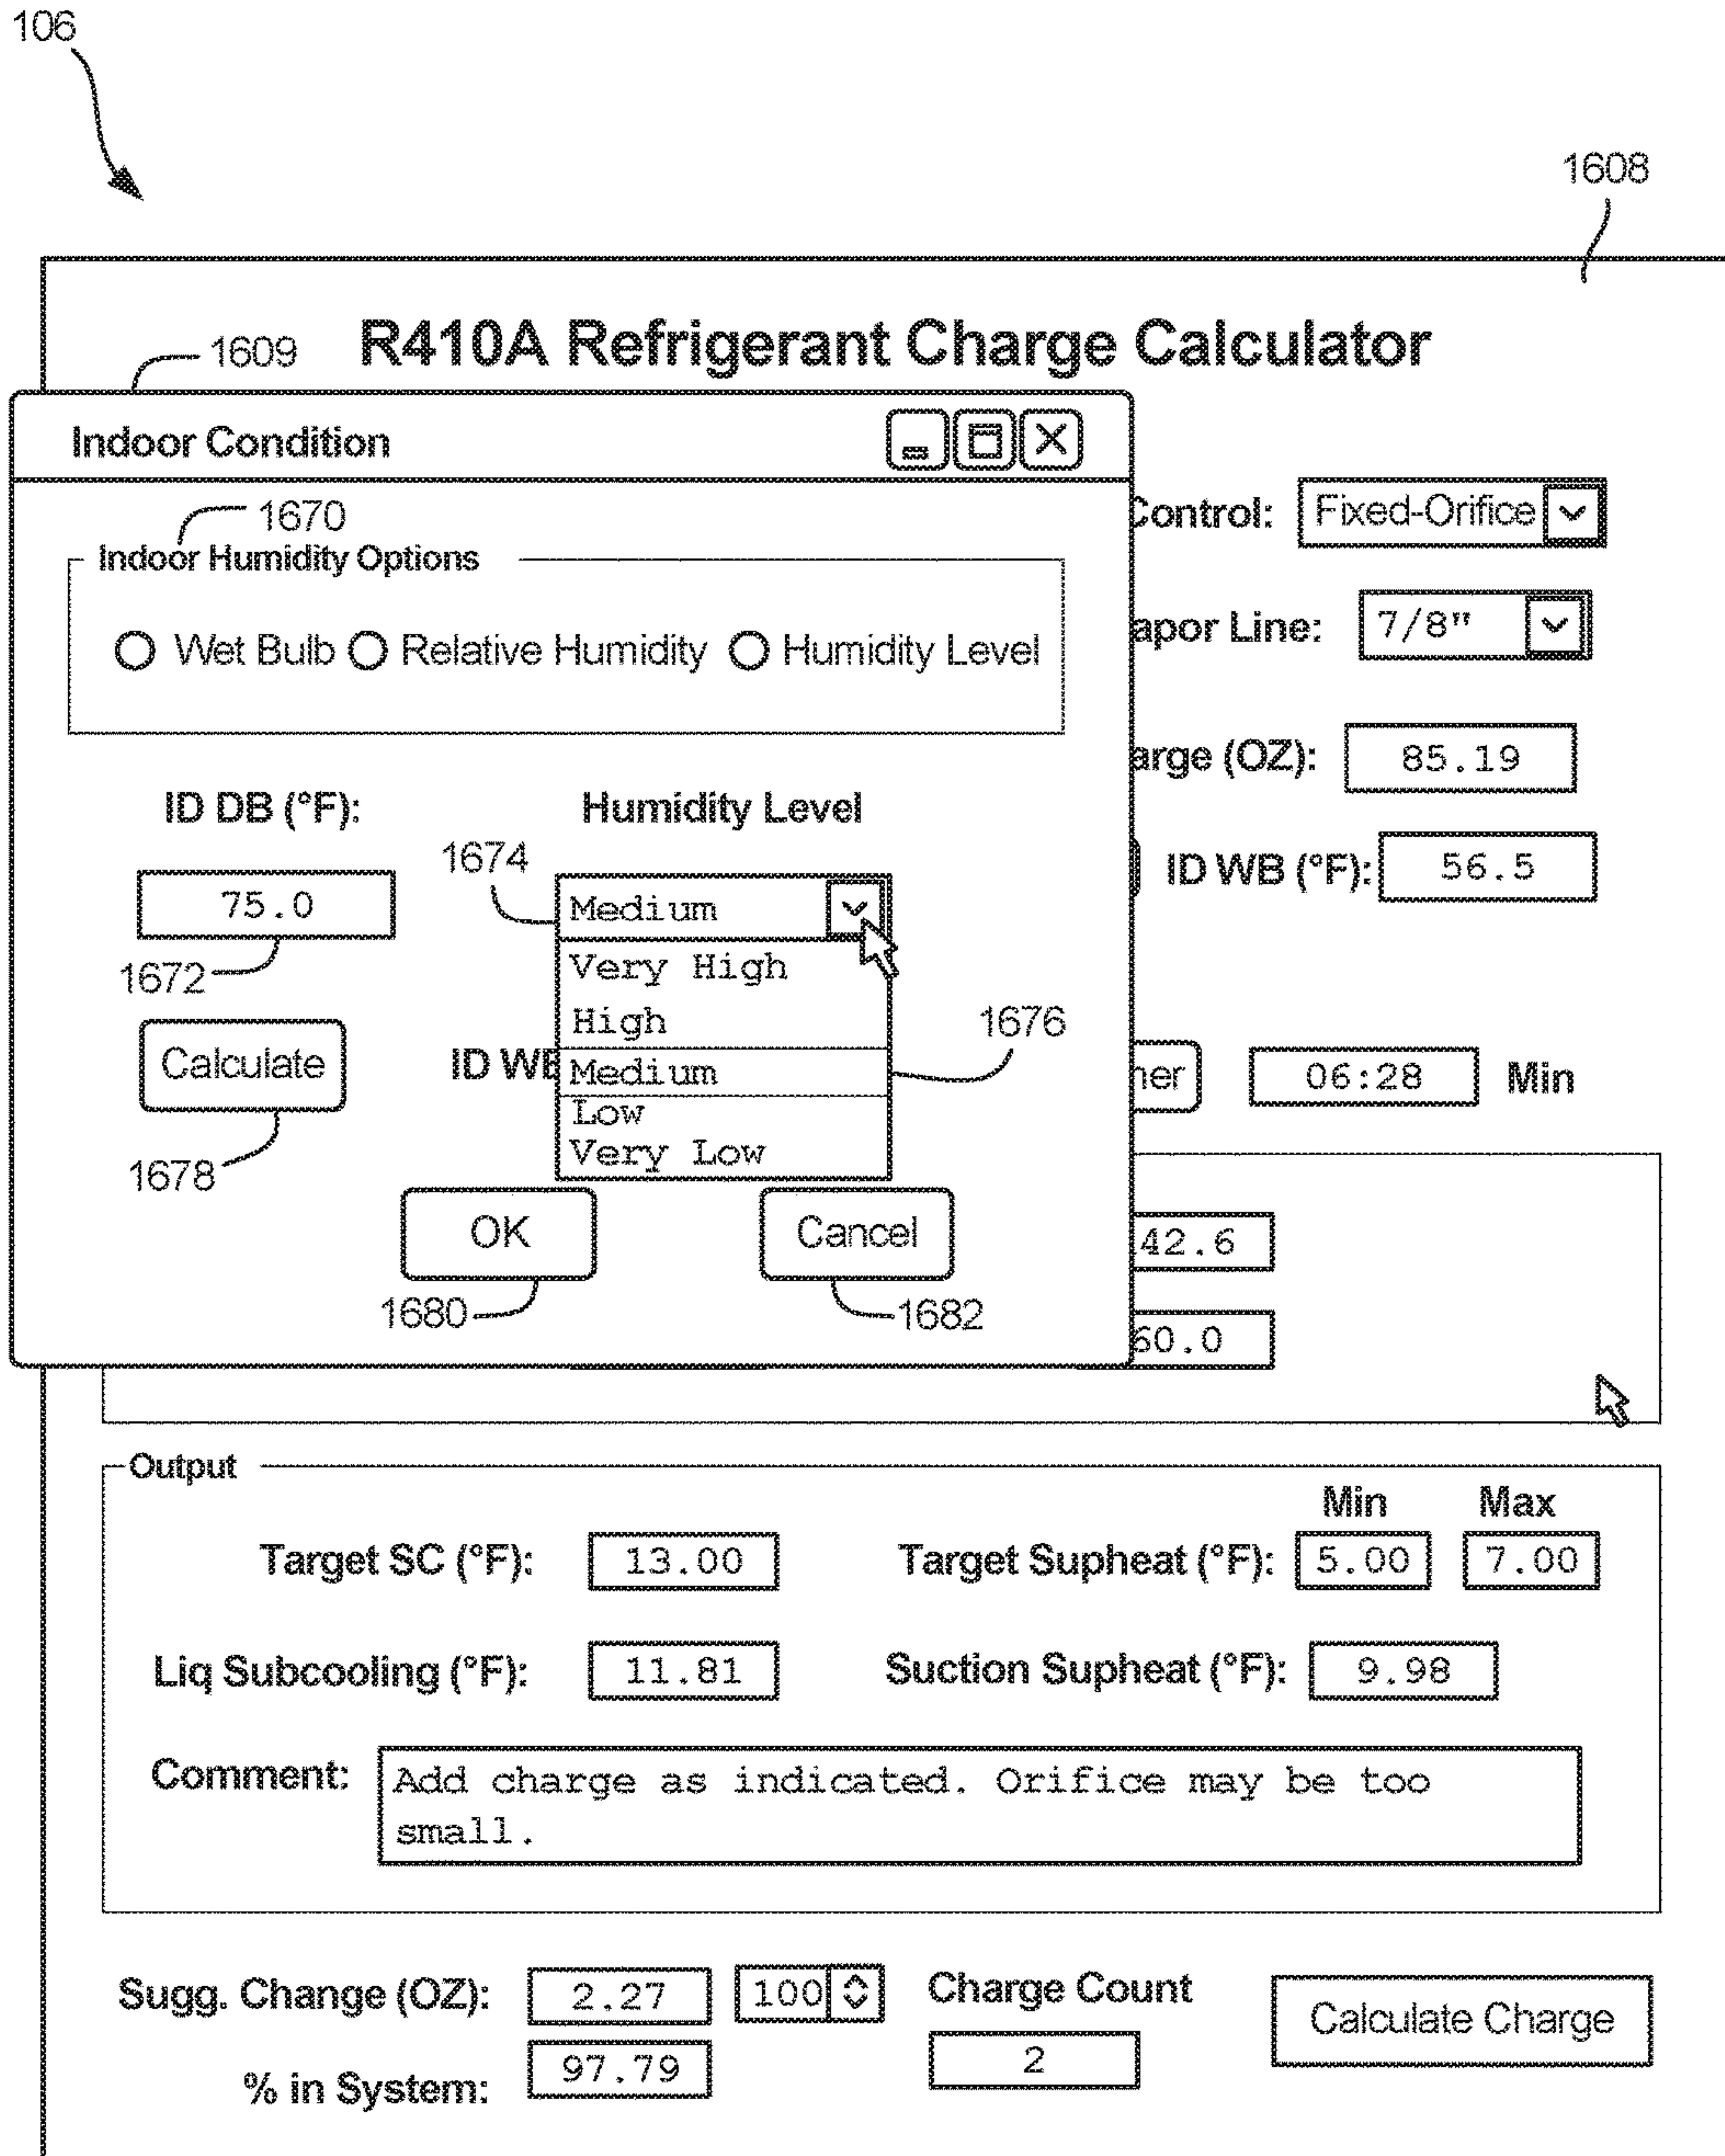 106
1608
R410A Refrigerant Charge Calculator
1609
Indoor Condition
1670
Indoor Humidity Options
Wet Bulb Relative Humidity Humidity Level
Control: Fixed-Orifice
apor Line: 7/8"
arge (OZ): 85.19
ID DB (°F): Humidity Level
1674
75.0
Medium
ID WB (°F): 56.5
1672
Very High
High
1676
Calculate
ID WB
Medium
Low
Very Low
1678
ner 06:28 Min
OK
Cancel
42.6
1680
1682
60.0
Output
Min Max
Target SC (°F): 13.00 Target Supheat (°F): 5.00 7.00
Liq Subcooling (°F): 11.81 Suction Supheat (°F): 9.98
Comment: Add charge as indicated. Orifice may be too
small.
Sugg. Change (OZ): 2.27 100 Charge Count
Calculate Charge
% in System: 97.79 2